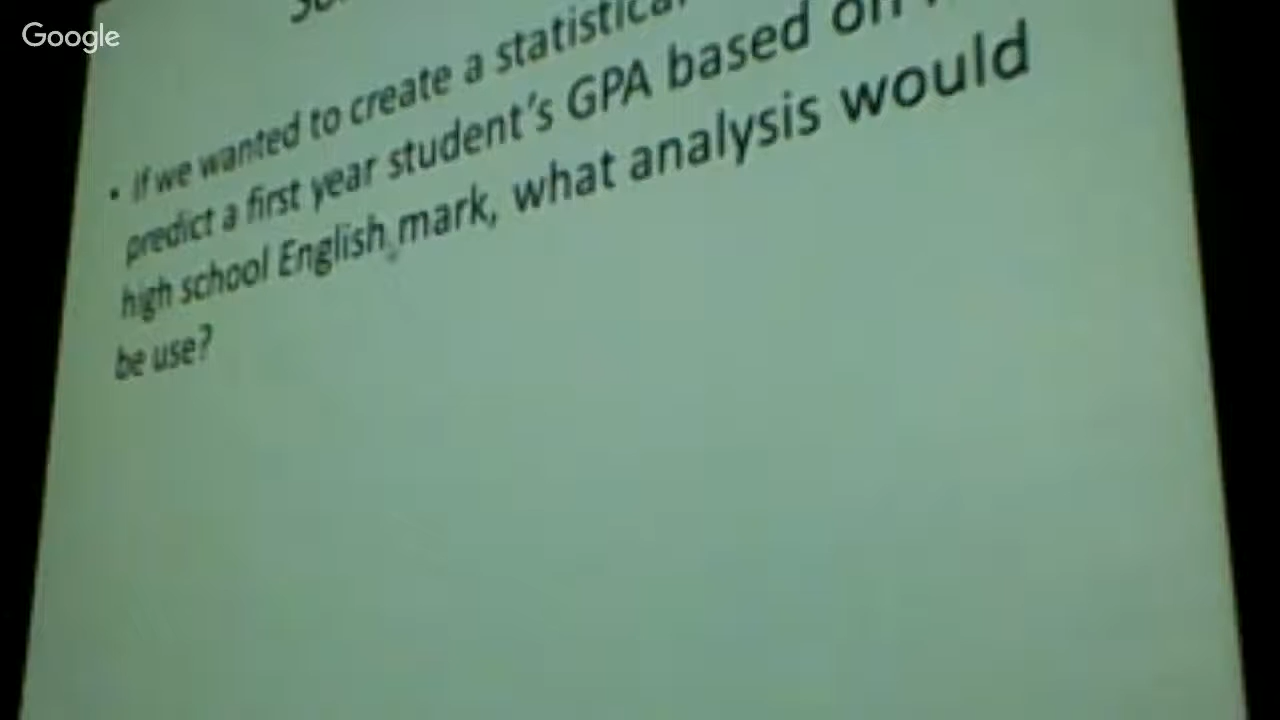 Google
• If we wanted to create a statistical
predict a first year student's GPA based on
high school English mark, what analysis would
be use?